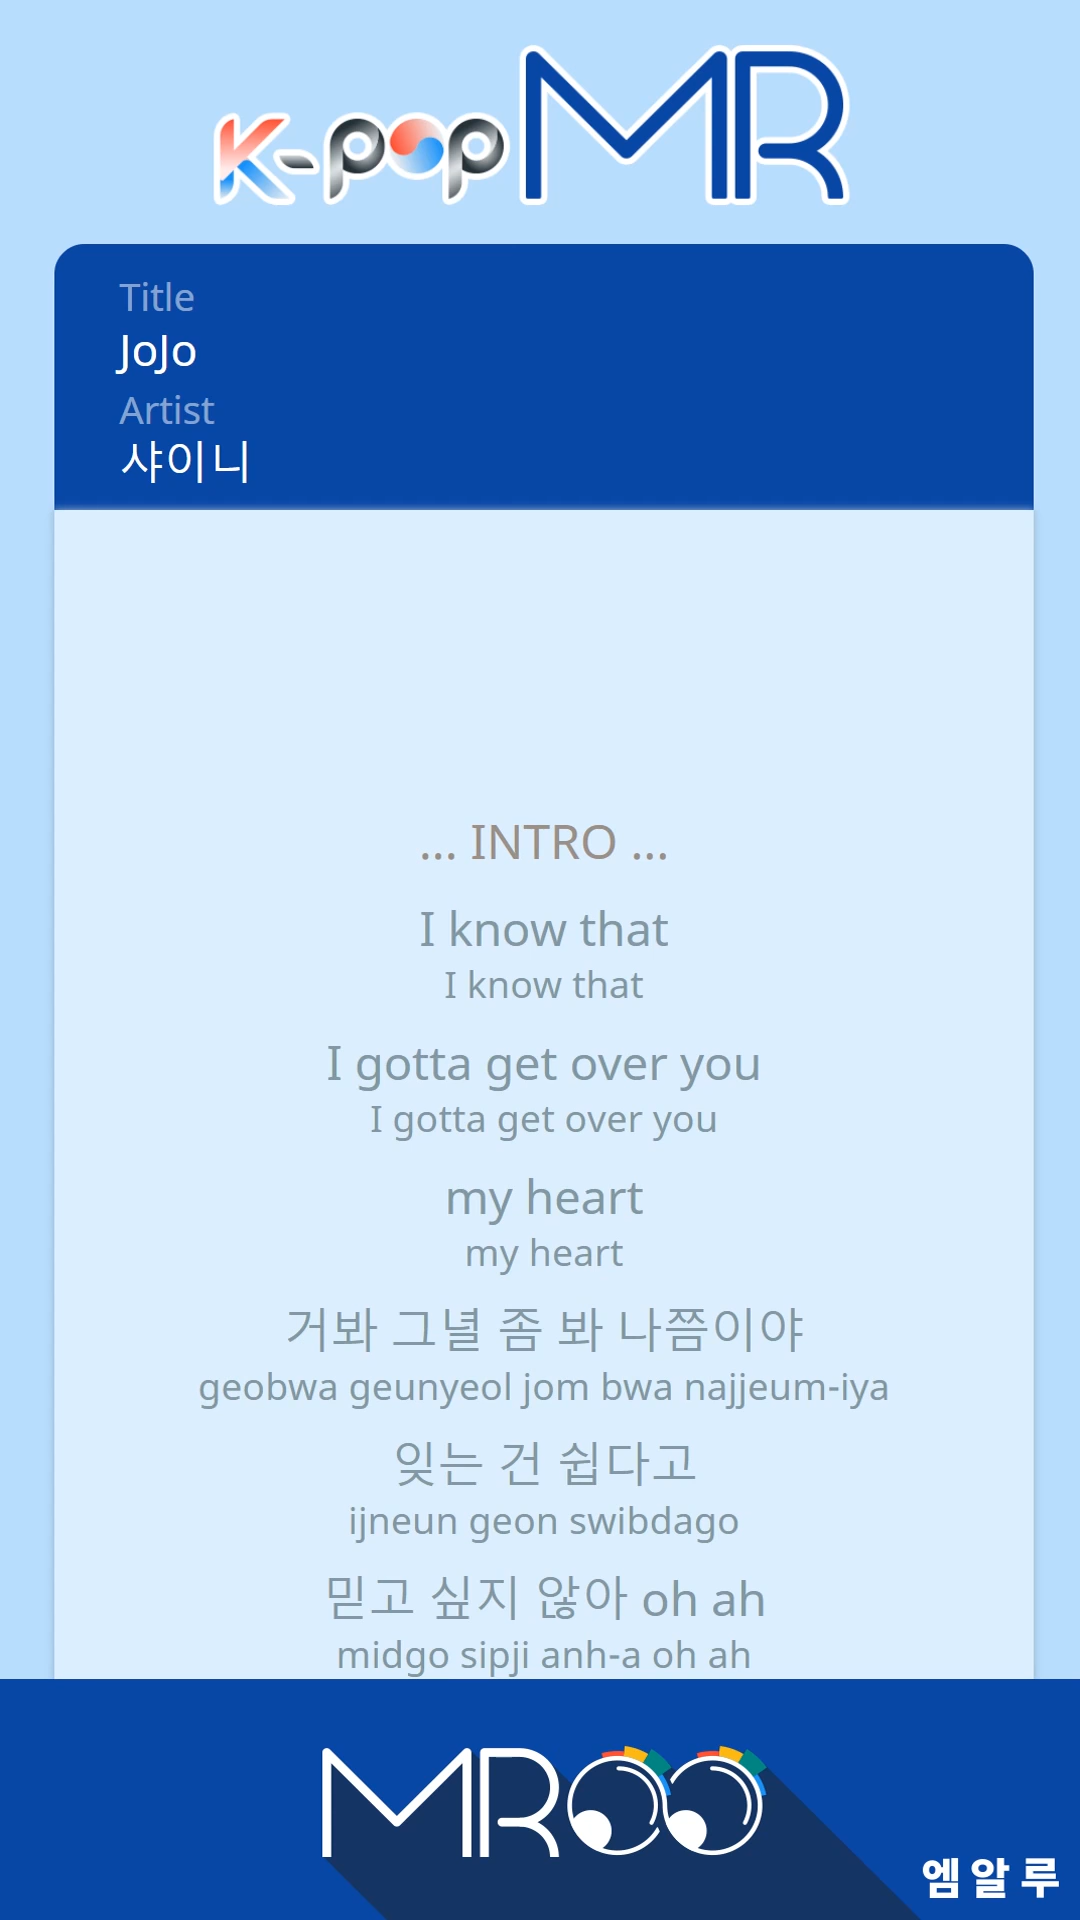 K-pop MR
Title
JoJo
Artist
샤이니
... INTRO ...
I know that
I know that
I gotta get over you
I gotta get over you
my heart
my heart
거봐 그녈 좀 봐 나쯤이야
geobwa geunyeol jom bwa najjeum-iya
잊는 건 쉽다고
ijneun geon swibdago
믿고 싶지 않아 oh ah
midgo sipji anh-a oh ah
MROO
엠알루